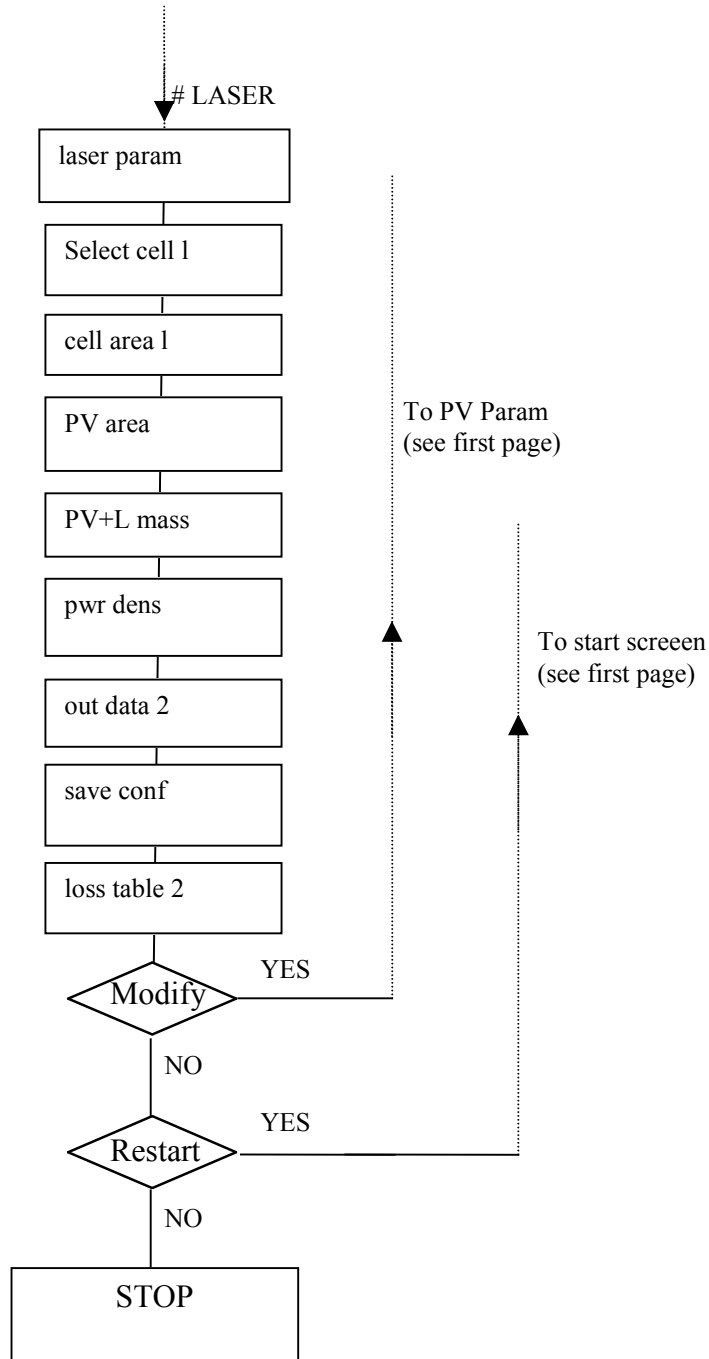 # LASER
laser param
Select cell l
cell area l
PV area
PV+L mass
pwr dens
out data 2
save conf
loss table 2
Modify
YES
NO
Restart
YES
NO
STOP
To PV Param
(see first page)
To start screeen
(see first page)